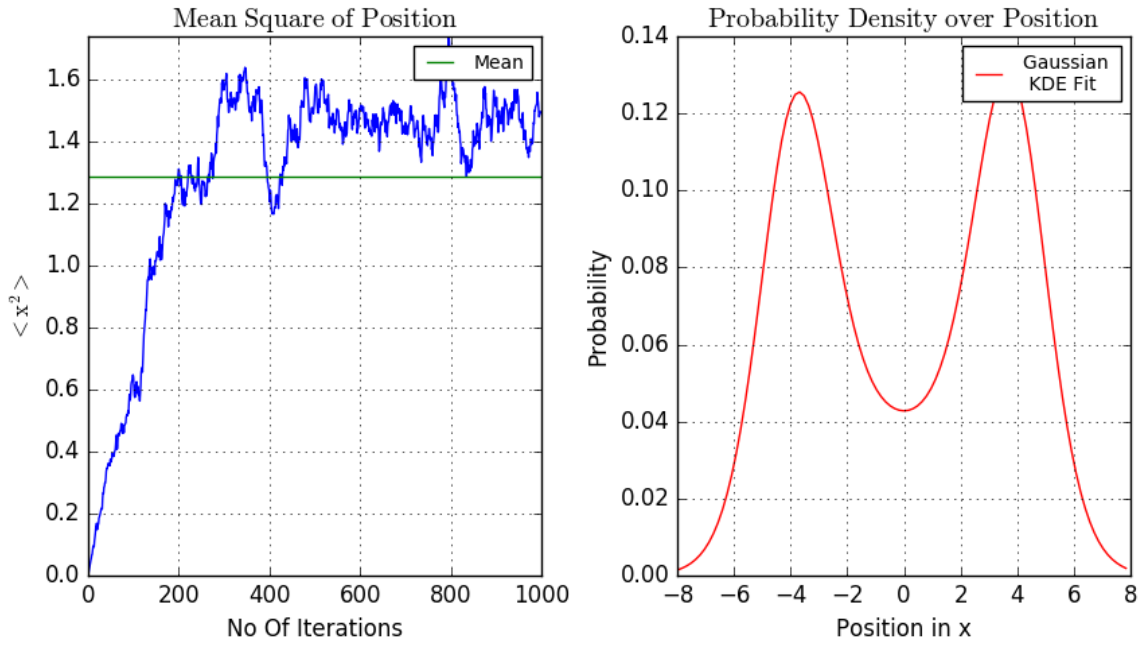 Mean Square of Position
Mean
< x² >
1.6
1.4
1.2
1.0
0.8
0.6
0.4
0.2
0.0
0 200 400 600 800 1000
No Of Iterations
Probability Density over Position
Gaussian
KDE Fit
Probability
0.14
0.12
0.10
0.08
0.06
0.04
0.02
0.00
−8 −6 −4 −2 0 2 4 6 8
Position in x